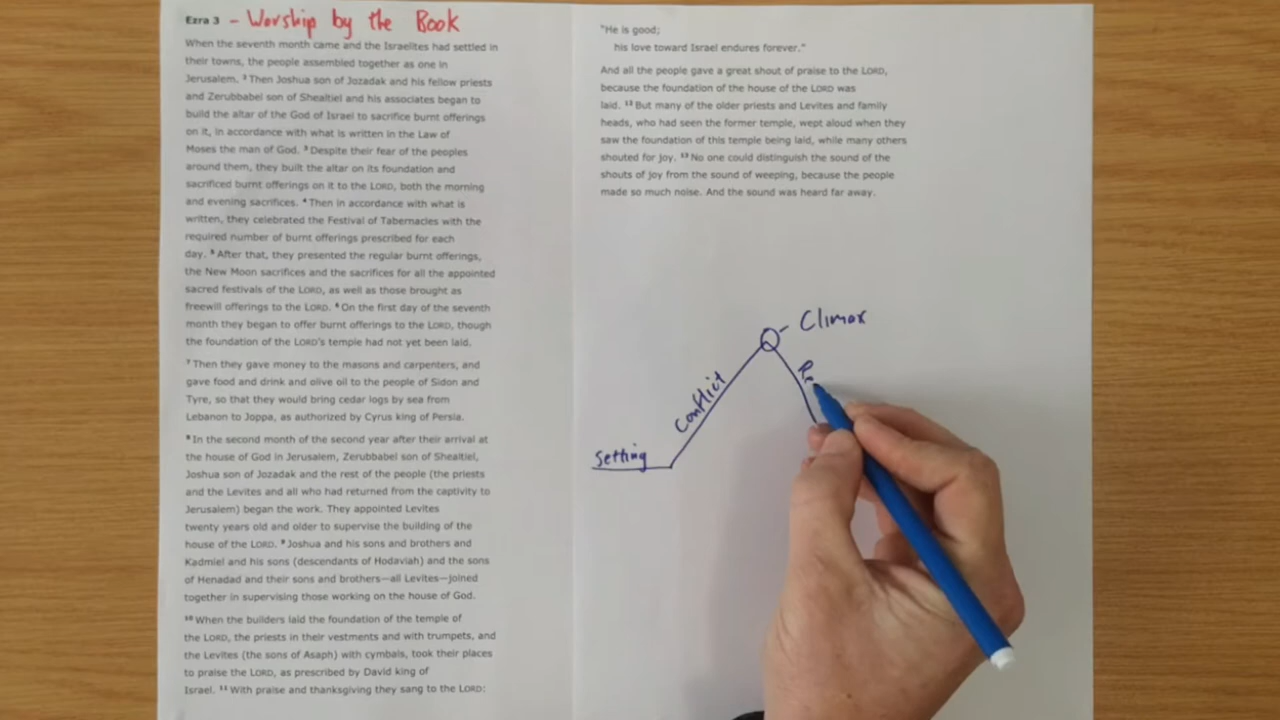 Ezra 3 - Worship by the Book
When the seventh month came and the Israelites had settled in
their towns, the people assembled together as one in
Jerusalem. ² Then Joshua son of Jozadak and his fellow priests
and Zerubbabel son of Shealtiel and his associates began to
build the altar of the God of Israel to sacrifice burnt offerings
on it, in accordance with what is written in the Law of
Moses the man of God. ³ Despite their fear of the peoples
around them, they built the altar on its foundation and
sacrificed burnt offerings on it to the LORD, both the morning
and evening sacrifices. ⁴ Then in accordance with what is
written, they celebrated the Festival of Tabernacles with the
required number of burnt offerings prescribed for each
day. ⁵ After that, they presented the regular burnt offerings,
the New Moon sacrifices and the sacrifices for all the appointed
sacred festivals of the LORD, as well as those brought as
freewill offerings to the LORD. ⁶ On the first day of the seventh
month they began to offer burnt offerings to the LORD, though
the foundation of the LORD's temple had not yet been laid.
⁷ Then they gave money to the masons and carpenters, and
gave food and drink and olive oil to the people of Sidon and
Tyre, so that they would bring cedar logs by sea from
Lebanon to Joppa, as authorized by Cyrus king of Persia.
⁸ In the second month of the second year after their arrival at
the house of God in Jerusalem, Zerubbabel son of Shealtiel,
Joshua son of Jozadak and the rest of the people (the priests
and the Levites and all who had returned from the captivity to
Jerusalem) began the work. They appointed Levites
twenty years old and older to supervise the building of the
house of the LORD. ⁹ Joshua and his sons and brothers and
Kadmiel and his sons (descendants of Hodaviah) and the sons
of Henadad and their sons and brothers—all Levites—joined
together in supervising those working on the house of God.
¹⁰ When the builders laid the foundation of the temple of
the LORD, the priests in their vestments and with trumpets, and
the Levites (the sons of Asaph) with cymbals, took their places
to praise the LORD, as prescribed by David king of
Israel. ¹¹ With praise and thanksgiving they sang to the LORD:
"He is good;
his love toward Israel endures forever."
And all the people gave a great shout of praise to the LORD,
because the foundation of the house of the LORD was
laid. ¹² But many of the older priests and Levites and family
heads, who had seen the former temple, wept aloud when they
saw the foundation of this temple being laid, while many others
shouted for joy. ¹³ No one could distinguish the sound of the
shouts of joy from the sound of weeping, because the people
made so much noise. And the sound was heard far away.
Climax
Re
Conflict
Setting